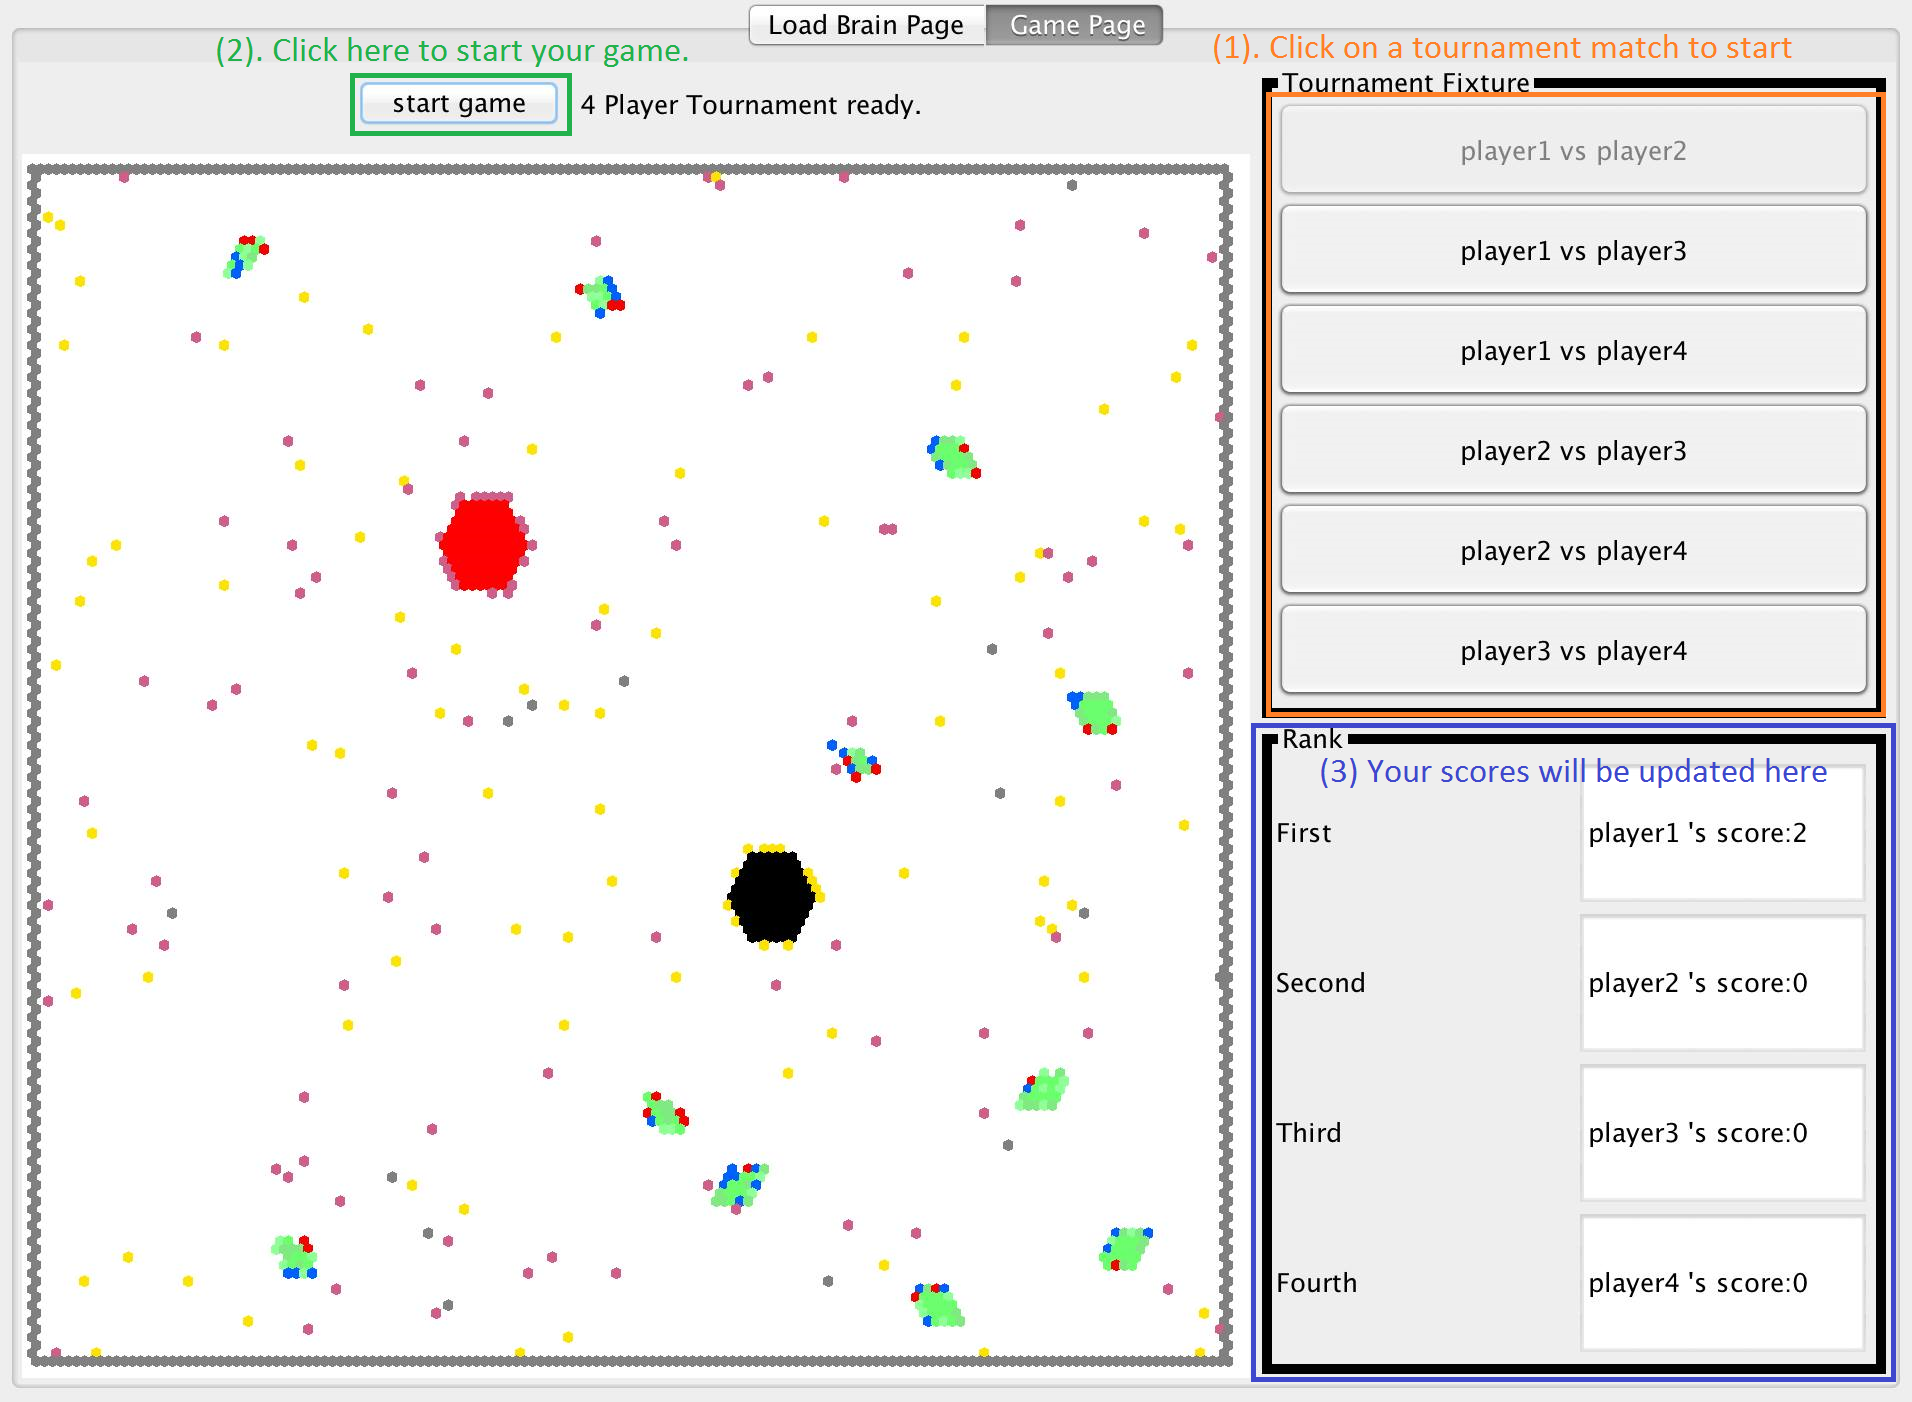 Load Brain Page
Game Page
(2). Click here to start your game.
(1). Click on a tournament match to start
start game
4 Player Tournament ready.
Tournament Fixture
player1 vs player2
player1 vs player3
player1 vs player4
player2 vs player3
player2 vs player4
player3 vs player4
Rank
(3) Your scores will be updated here
First
player1 's score:2
Second
player2 's score:0
Third
player3 's score:0
Fourth
player4 's score:0